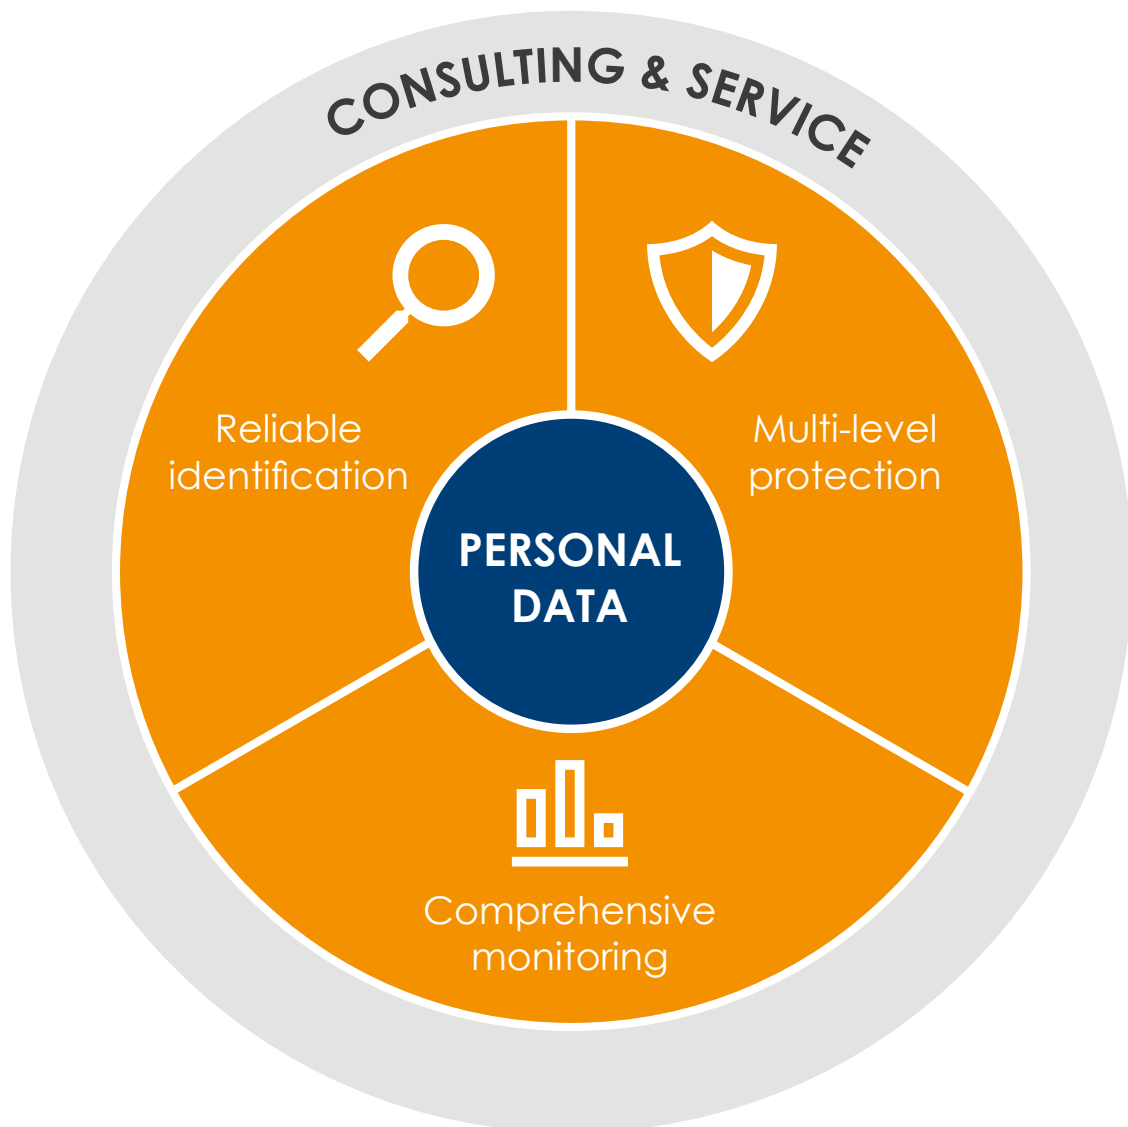 CONSULTING & SERVICE
Reliable
identification
Multi-level
protection
PERSONAL
DATA
Comprehensive
monitoring